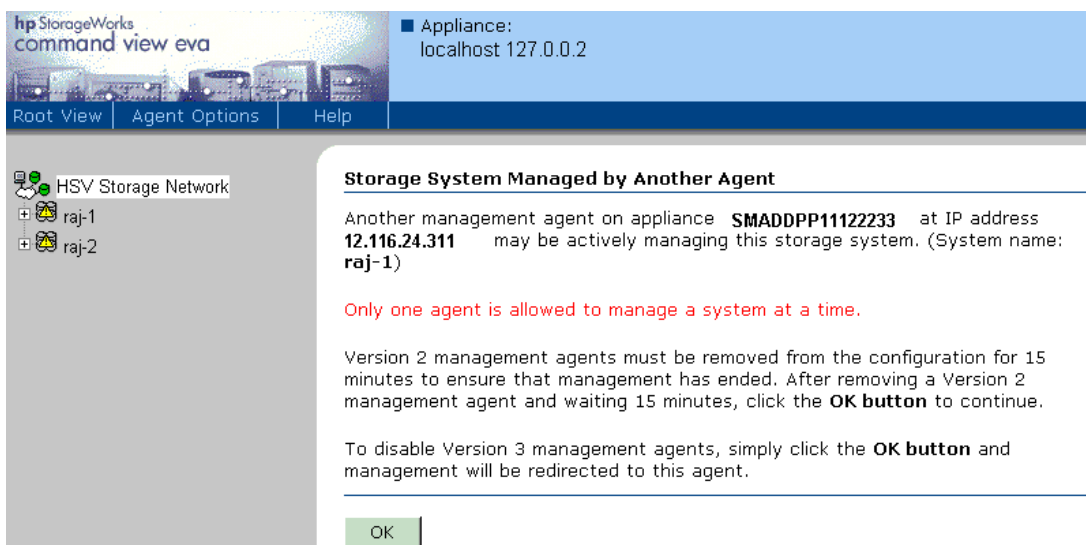 hp StorageWorks
command view eva
Appliance:
localhost 127.0.0.2
Root View Agent Options Help
HSV Storage Network
raj-1
raj-2
Storage System Managed by Another Agent
Another management agent on appliance SMADDPP11122233 at IP address
12.116.24.311 may be actively managing this storage system. (System name:
raj-1)
Only one agent is allowed to manage a system at a time.
Version 2 management agents must be removed from the configuration for 15
minutes to ensure that management has ended. After removing a Version 2
management agent and waiting 15 minutes, click the OK button to continue.
To disable Version 3 management agents, simply click the OK button and
management will be redirected to this agent.
OK